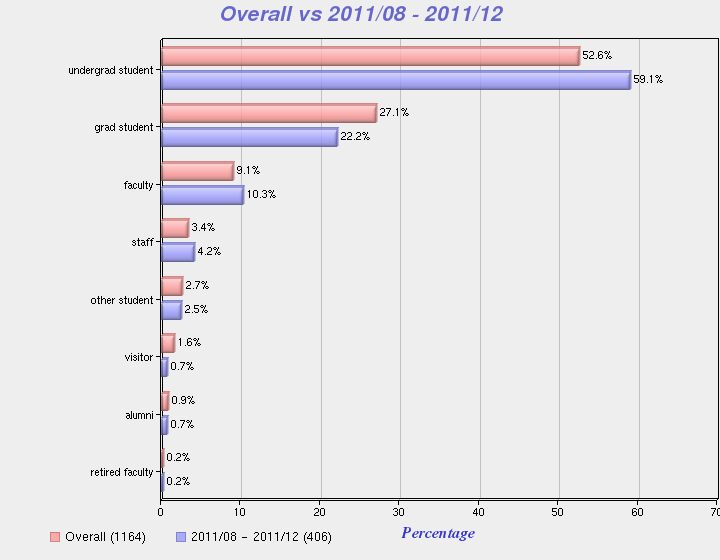 Overall vs 2011/08 - 2011/12
undergrad student
52.6%
59.1%
grad student
27.1%
22.2%
faculty
9.1%
10.3%
staff
3.4%
4.2%
other student
2.7%
2.5%
visitor
1.6%
0.7%
alumni
0.9%
0.7%
retired faculty
0.2%
0.2%
0 10 20 30 40 50 60 70
Percentage
Overall (1164) 2011/08 - 2011/12 (406)